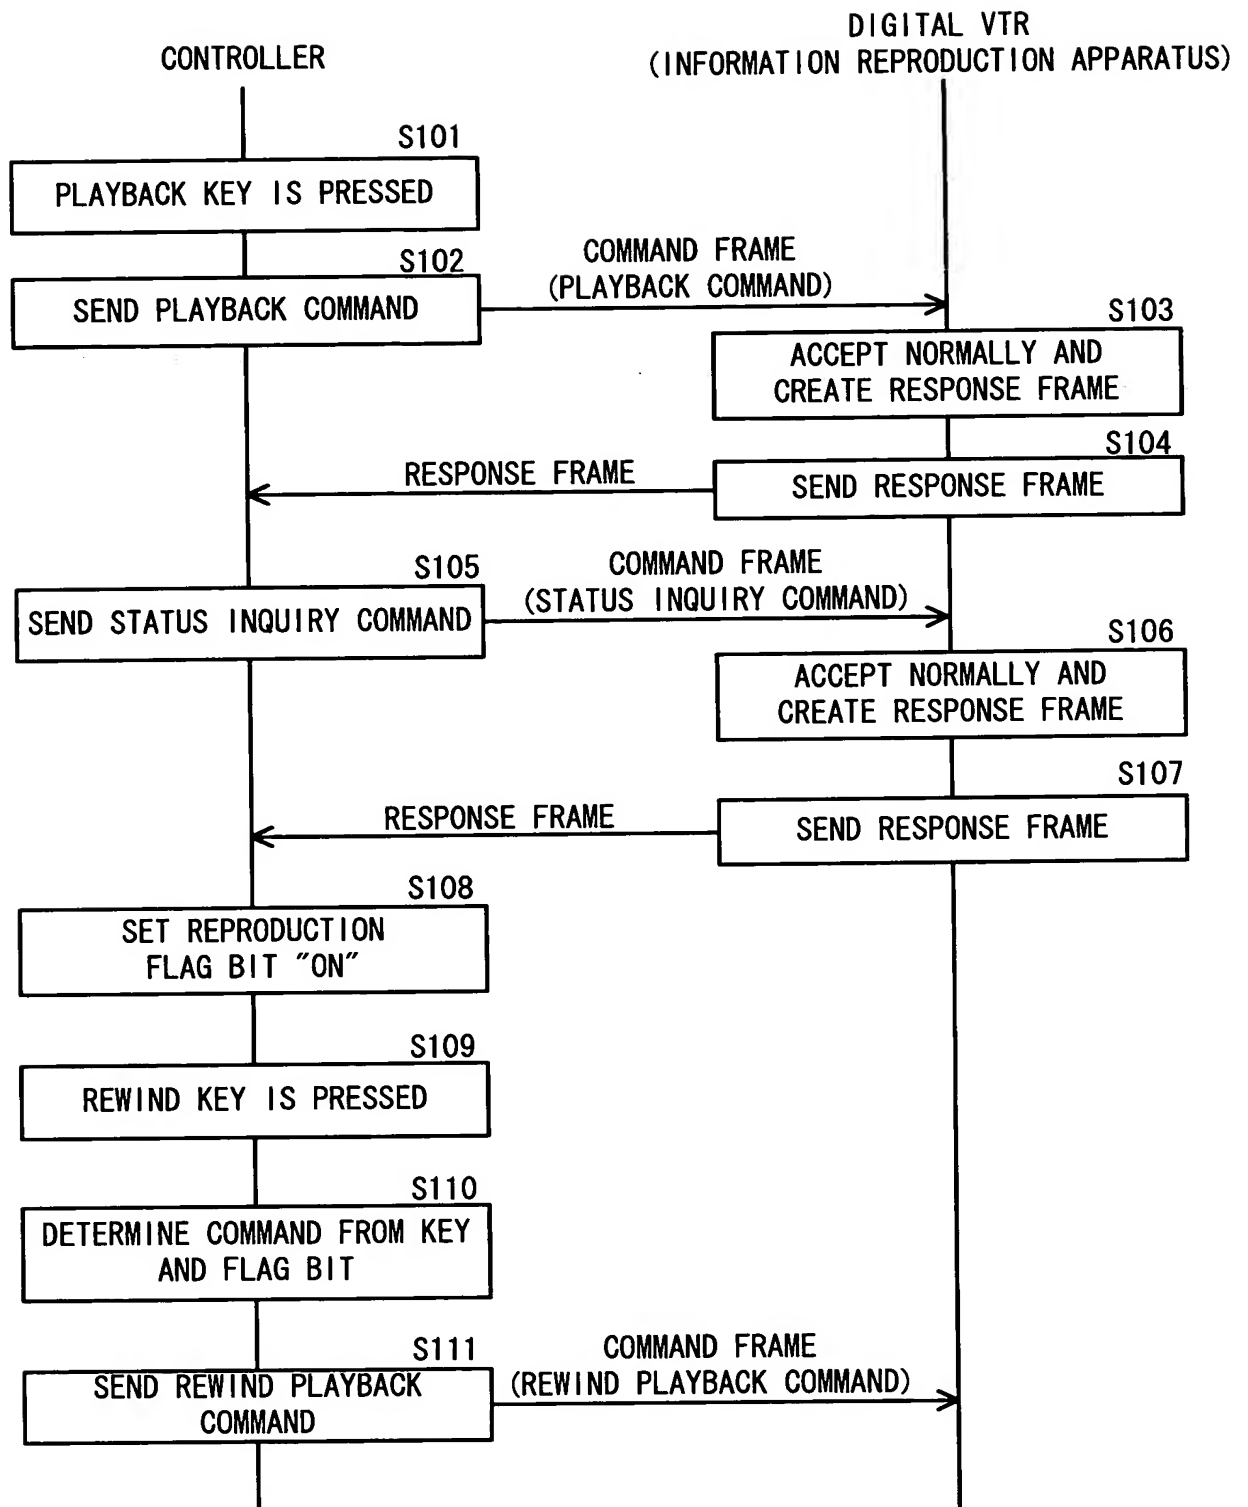 CONTROLLER
DIGITAL VTR
(INFORMATION REPRODUCTION APPARATUS)
S101
PLAYBACK KEY IS PRESSED
S102
SEND PLAYBACK COMMAND
COMMAND FRAME
(PLAYBACK COMMAND)
S103
ACCEPT NORMALLY AND
CREATE RESPONSE FRAME
S104
SEND RESPONSE FRAME
RESPONSE FRAME
S105
SEND STATUS INQUIRY COMMAND
COMMAND FRAME
(STATUS INQUIRY COMMAND)
S106
ACCEPT NORMALLY AND
CREATE RESPONSE FRAME
S107
SEND RESPONSE FRAME
RESPONSE FRAME
S108
SET REPRODUCTION
FLAG BIT "ON"
S109
REWIND KEY IS PRESSED
S110
DETERMINE COMMAND FROM KEY
AND FLAG BIT
S111
SEND REWIND PLAYBACK
COMMAND
COMMAND FRAME
(REWIND PLAYBACK COMMAND)